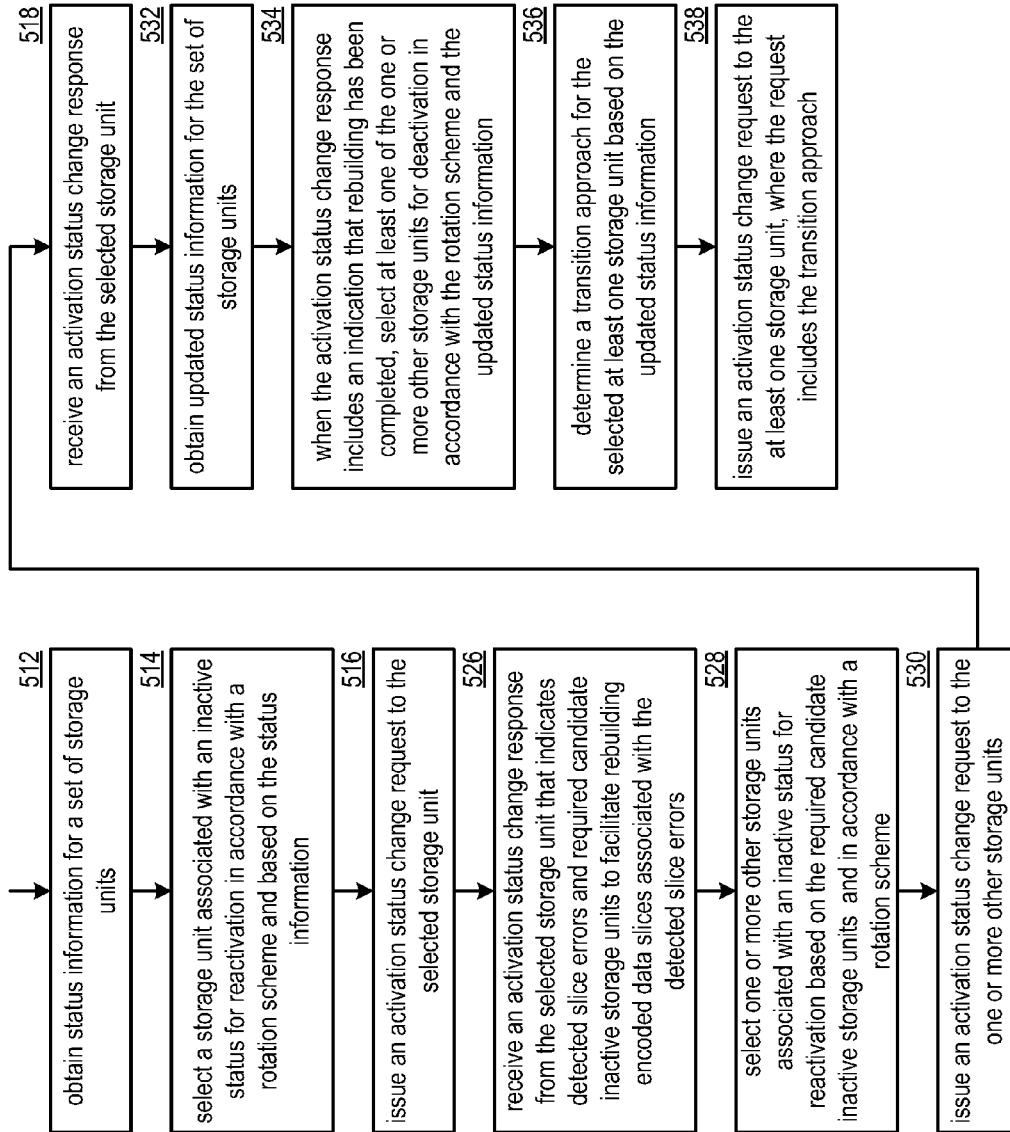 512
obtain status information for a set of storage
units
514
select a storage unit associated with an inactive
status for reactivation in accordance with a
rotation scheme and based on the status
information
516
issue an activation status change request to the
selected storage unit
526
receive an activation status change response
from the selected storage unit that indicates
detected slice errors and required candidate
inactive storage units to facilitate rebuilding
encoded data slices associated with the
detected slice errors
528
select one or more other storage units
associated with an inactive status for
reactivation based on the required candidate
inactive storage units and in accordance with a
rotation scheme
530
issue an activation status change request to the
one or more other storage units
518
receive an activation status change response
from the selected storage unit
532
obtain updated status information for the set of
storage units
534
when the activation status change response
includes an indication that rebuilding has been
completed, select at least one of the one or
more other storage units for deactivation in
accordance with the rotation scheme and the
updated status information
536
determine a transition approach for the
selected at least one storage unit based on the
updated status information
538
issue an activation status change request to the
at least one storage unit, where the request
includes the transition approach